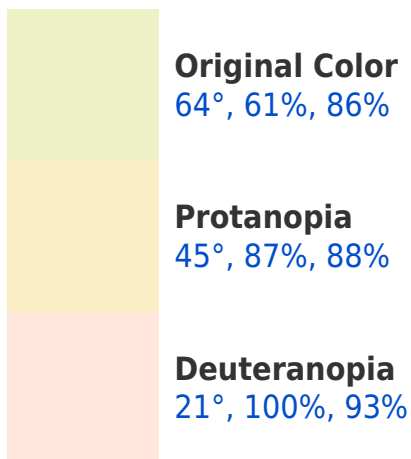 Original Color
64°, 61%, 86%
Protanopia
45°, 87%, 88%
Deuteranopia
21°, 100%, 93%